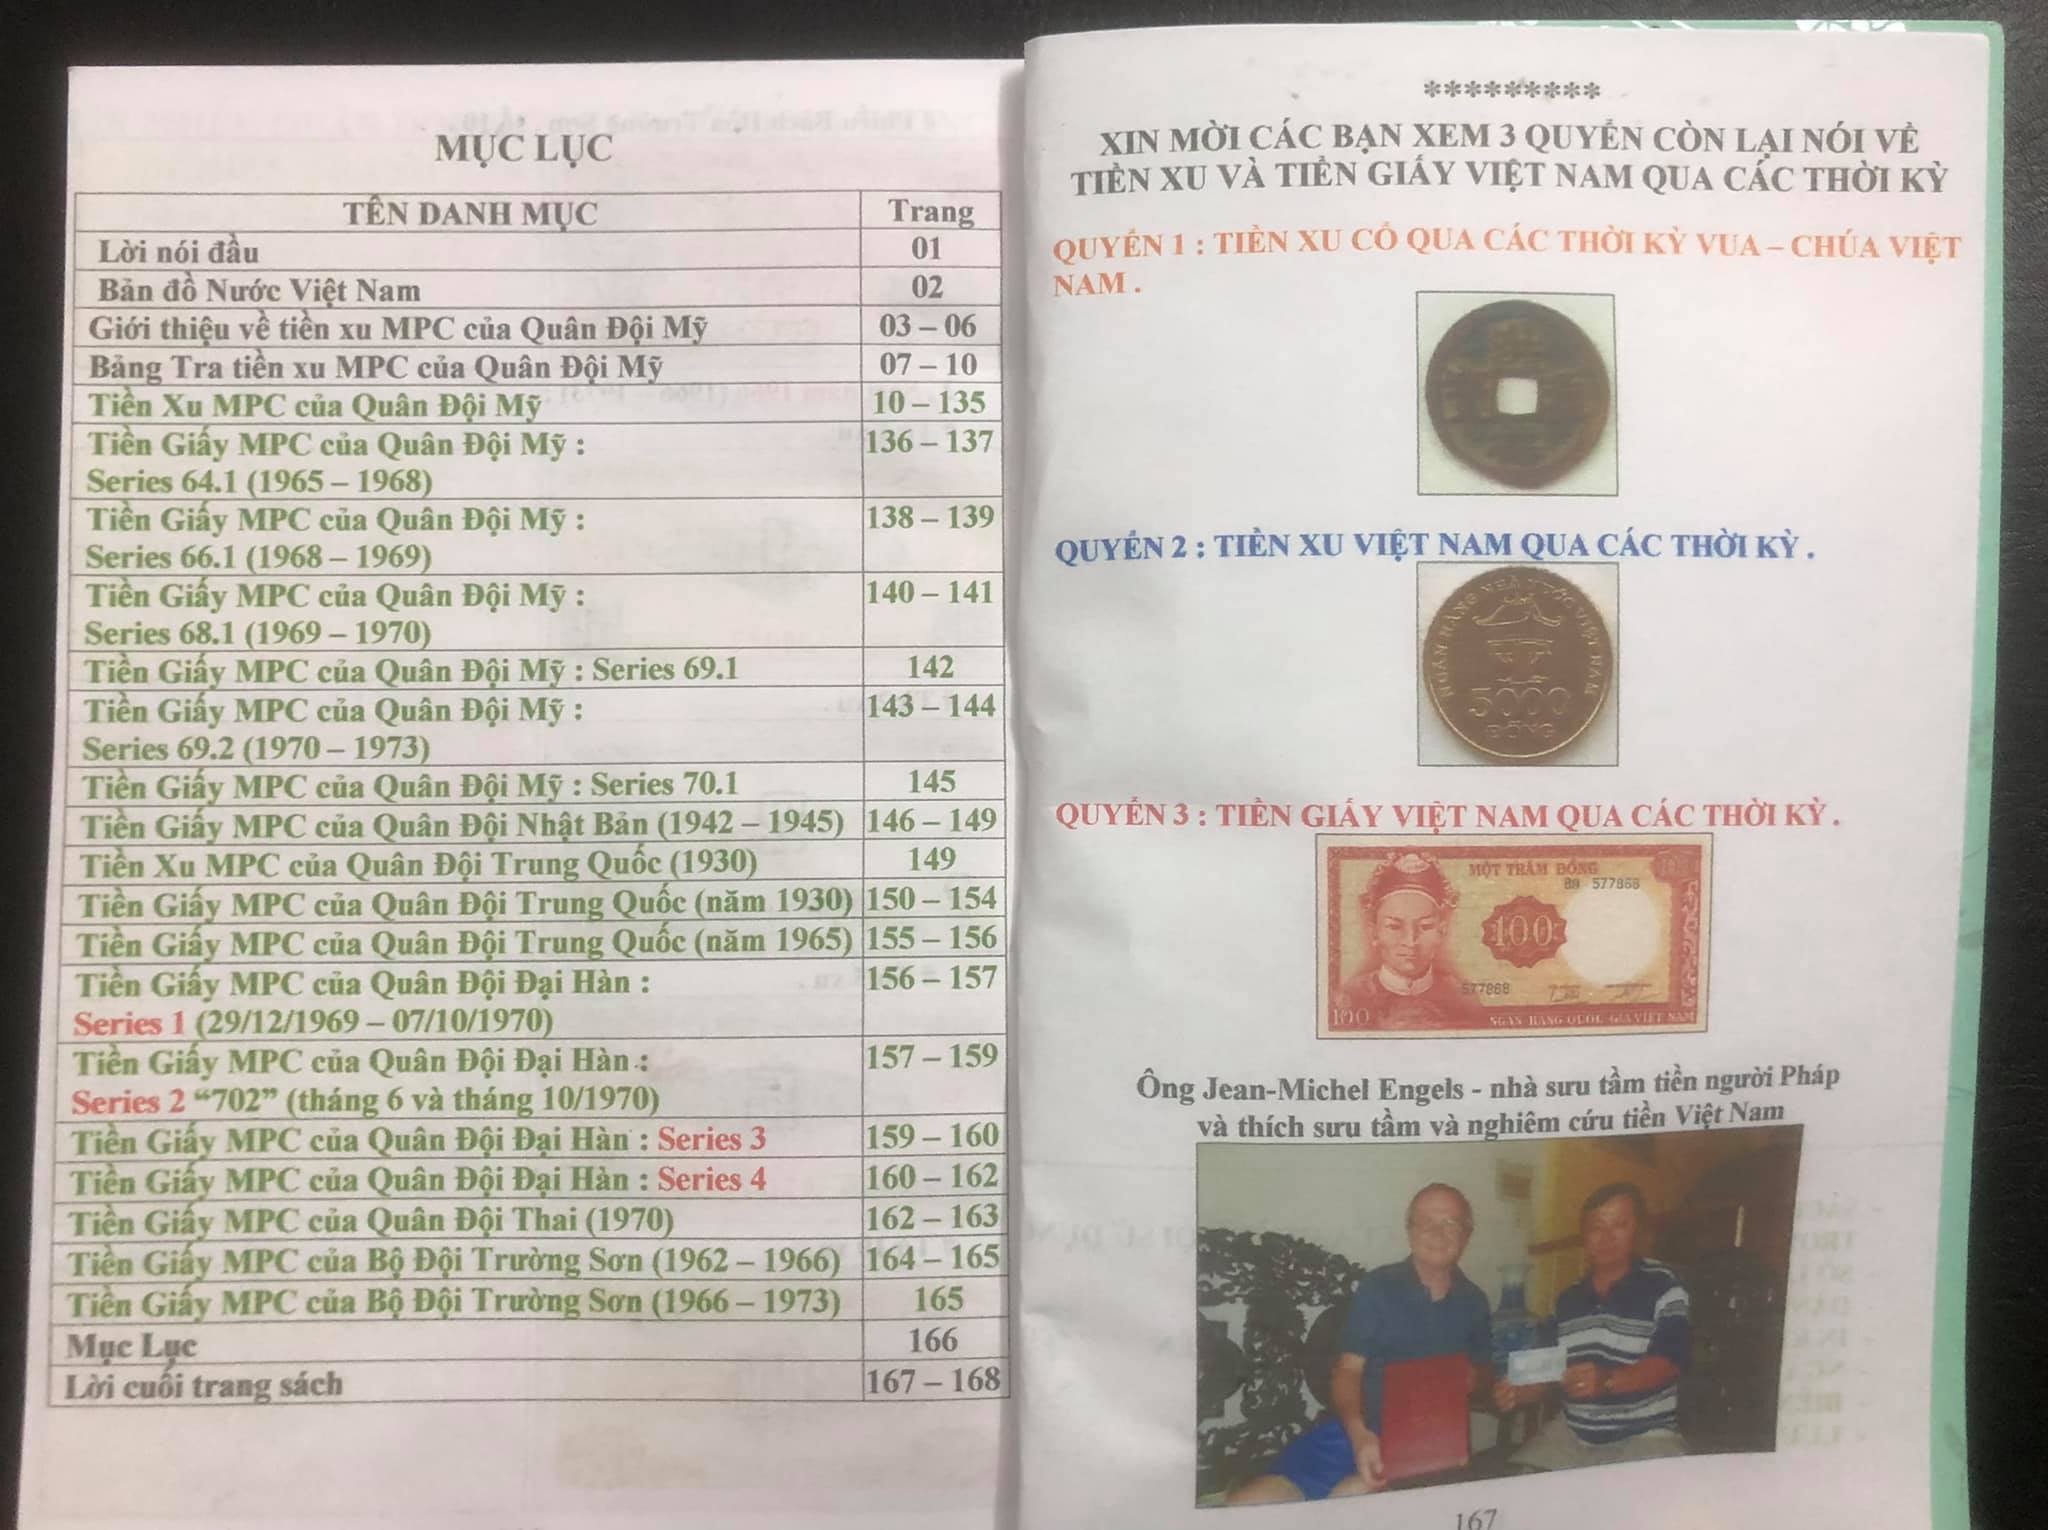 MỤC LỤC
TÊN DANH MỤC Trang
Lời nói đầu 01
Bản đồ Nước Việt Nam 02
Giới thiệu về tiền xu MPC của Quân Đội Mỹ 03 – 06
Bảng Tra tiền xu MPC của Quân Đội Mỹ 07 – 10
Tiền Xu MPC của Quân Đội Mỹ 10 – 135
Tiền Giấy MPC của Quân Đội Mỹ : 136 – 137
Series 64.1 (1965 – 1968)
Tiền Giấy MPC của Quân Đội Mỹ : 138 – 139
Series 66.1 (1968 – 1969)
Tiền Giấy MPC của Quân Đội Mỹ : 140 – 141
Series 68.1 (1969 – 1970)
Tiền Giấy MPC của Quân Đội Mỹ : Series 69.1 142
Tiền Giấy MPC của Quân Đội Mỹ : 143 – 144
Series 69.2 (1970 – 1973)
Tiền Giấy MPC của Quân Đội Mỹ : Series 70.1 145
Tiền Giấy MPC của Quân Đội Nhật Bản (1942 – 1945) 146 – 149
Tiền Xu MPC của Quân Đội Trung Quốc (1930) 149
Tiền Giấy MPC của Quân Đội Trung Quốc (năm 1930) 150 – 154
Tiền Giấy MPC của Quân Đội Trung Quốc (năm 1965) 155 – 156
Tiền Giấy MPC của Quân Đội Đại Hàn : 156 – 157
Series 1 (29/12/1969 – 07/10/1970)
Tiền Giấy MPC của Quân Đội Đại Hàn : 157 – 159
Series 2 “702” (tháng 6 và tháng 10/1970)
Tiền Giấy MPC của Quân Đội Đại Hàn : Series 3 159 – 160
Tiền Giấy MPC của Quân Đội Đại Hàn : Series 4 160 – 162
Tiền Giấy MPC của Quân Đội Thai (1970) 162 – 163
Tiền Giấy MPC của Bộ Đội Trường Sơn (1962 – 1966) 164 – 165
Tiền Giấy MPC của Bộ Đội Trường Sơn (1966 – 1973) 165
Mục Lục 166
Lời cuối trang sách 167 – 168
*********
XIN MỜI CÁC BẠN XEM 3 QUYỂN CÒN LẠI NÓI VỀ
TIỀN XU VÀ TIỀN GIẤY VIỆT NAM QUA CÁC THỜI KỲ
QUYỂN 1 : TIỀN XU CỔ QUA CÁC THỜI KỲ VUA – CHÚA VIỆT
NAM .
QUYỂN 2 : TIỀN XU VIỆT NAM QUA CÁC THỜI KỲ .
NGÂN HÀNG NHÀ NƯỚC VIỆT NAM
5000
ĐỒNG
QUYỂN 3 : TIỀN GIẤY VIỆT NAM QUA CÁC THỜI KỲ .
MỘT TRĂM ĐỒNG
B9 577868
100
577868
100 NGÂN HÀNG QUỐC GIA VIỆT NAM
Ông Jean-Michel Engels - nhà sưu tầm tiền người Pháp
và thích sưu tầm và nghiêm cứu tiền Việt Nam
167